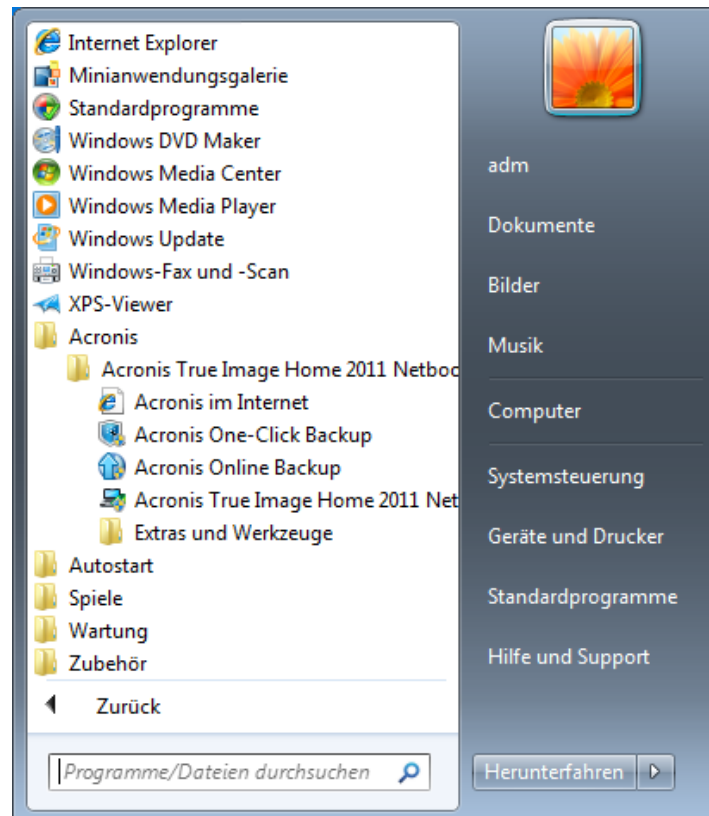 Internet Explorer
Minianwendungsgalerie
Standardprogramme
Windows DVD Maker
Windows Media Center
Windows Media Player
Windows Update
Windows-Fax und -Scan
XPS-Viewer
Acronis
Acronis True Image Home 2011 Netboo
Acronis im Internet
Acronis One-Click Backup
Acronis Online Backup
Acronis True Image Home 2011 Net
Extras und Werkzeuge
Autostart
Spiele
Wartung
Zubehör
Zurück
Programme/Dateien durchsuchen
adm
Dokumente
Bilder
Musik
Computer
Systemsteuerung
Geräte und Drucker
Standardprogramme
Hilfe und Support
Herunterfahren